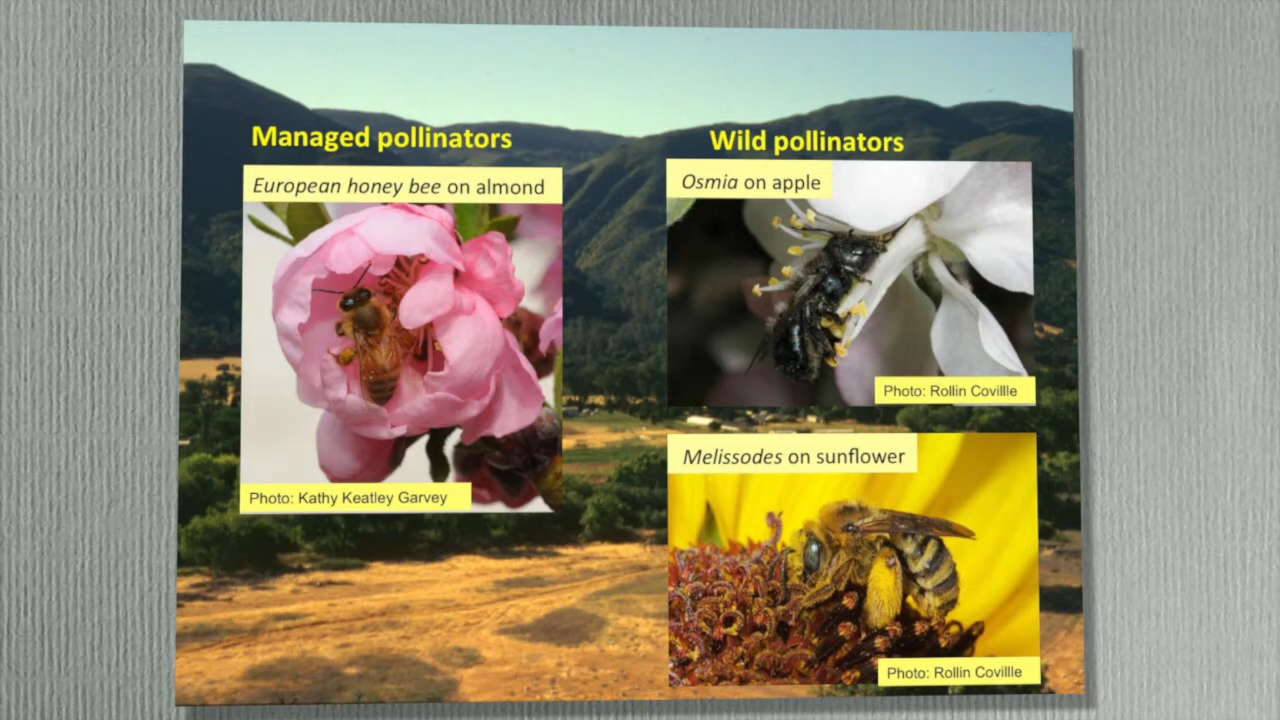 Managed pollinators
European honey bee on almond
Photo: Kathy Keatley Garvey
Wild pollinators
Osmia on apple
Photo: Rollin Covillle
Melissodes on sunflower
Photo: Rollin Covillle